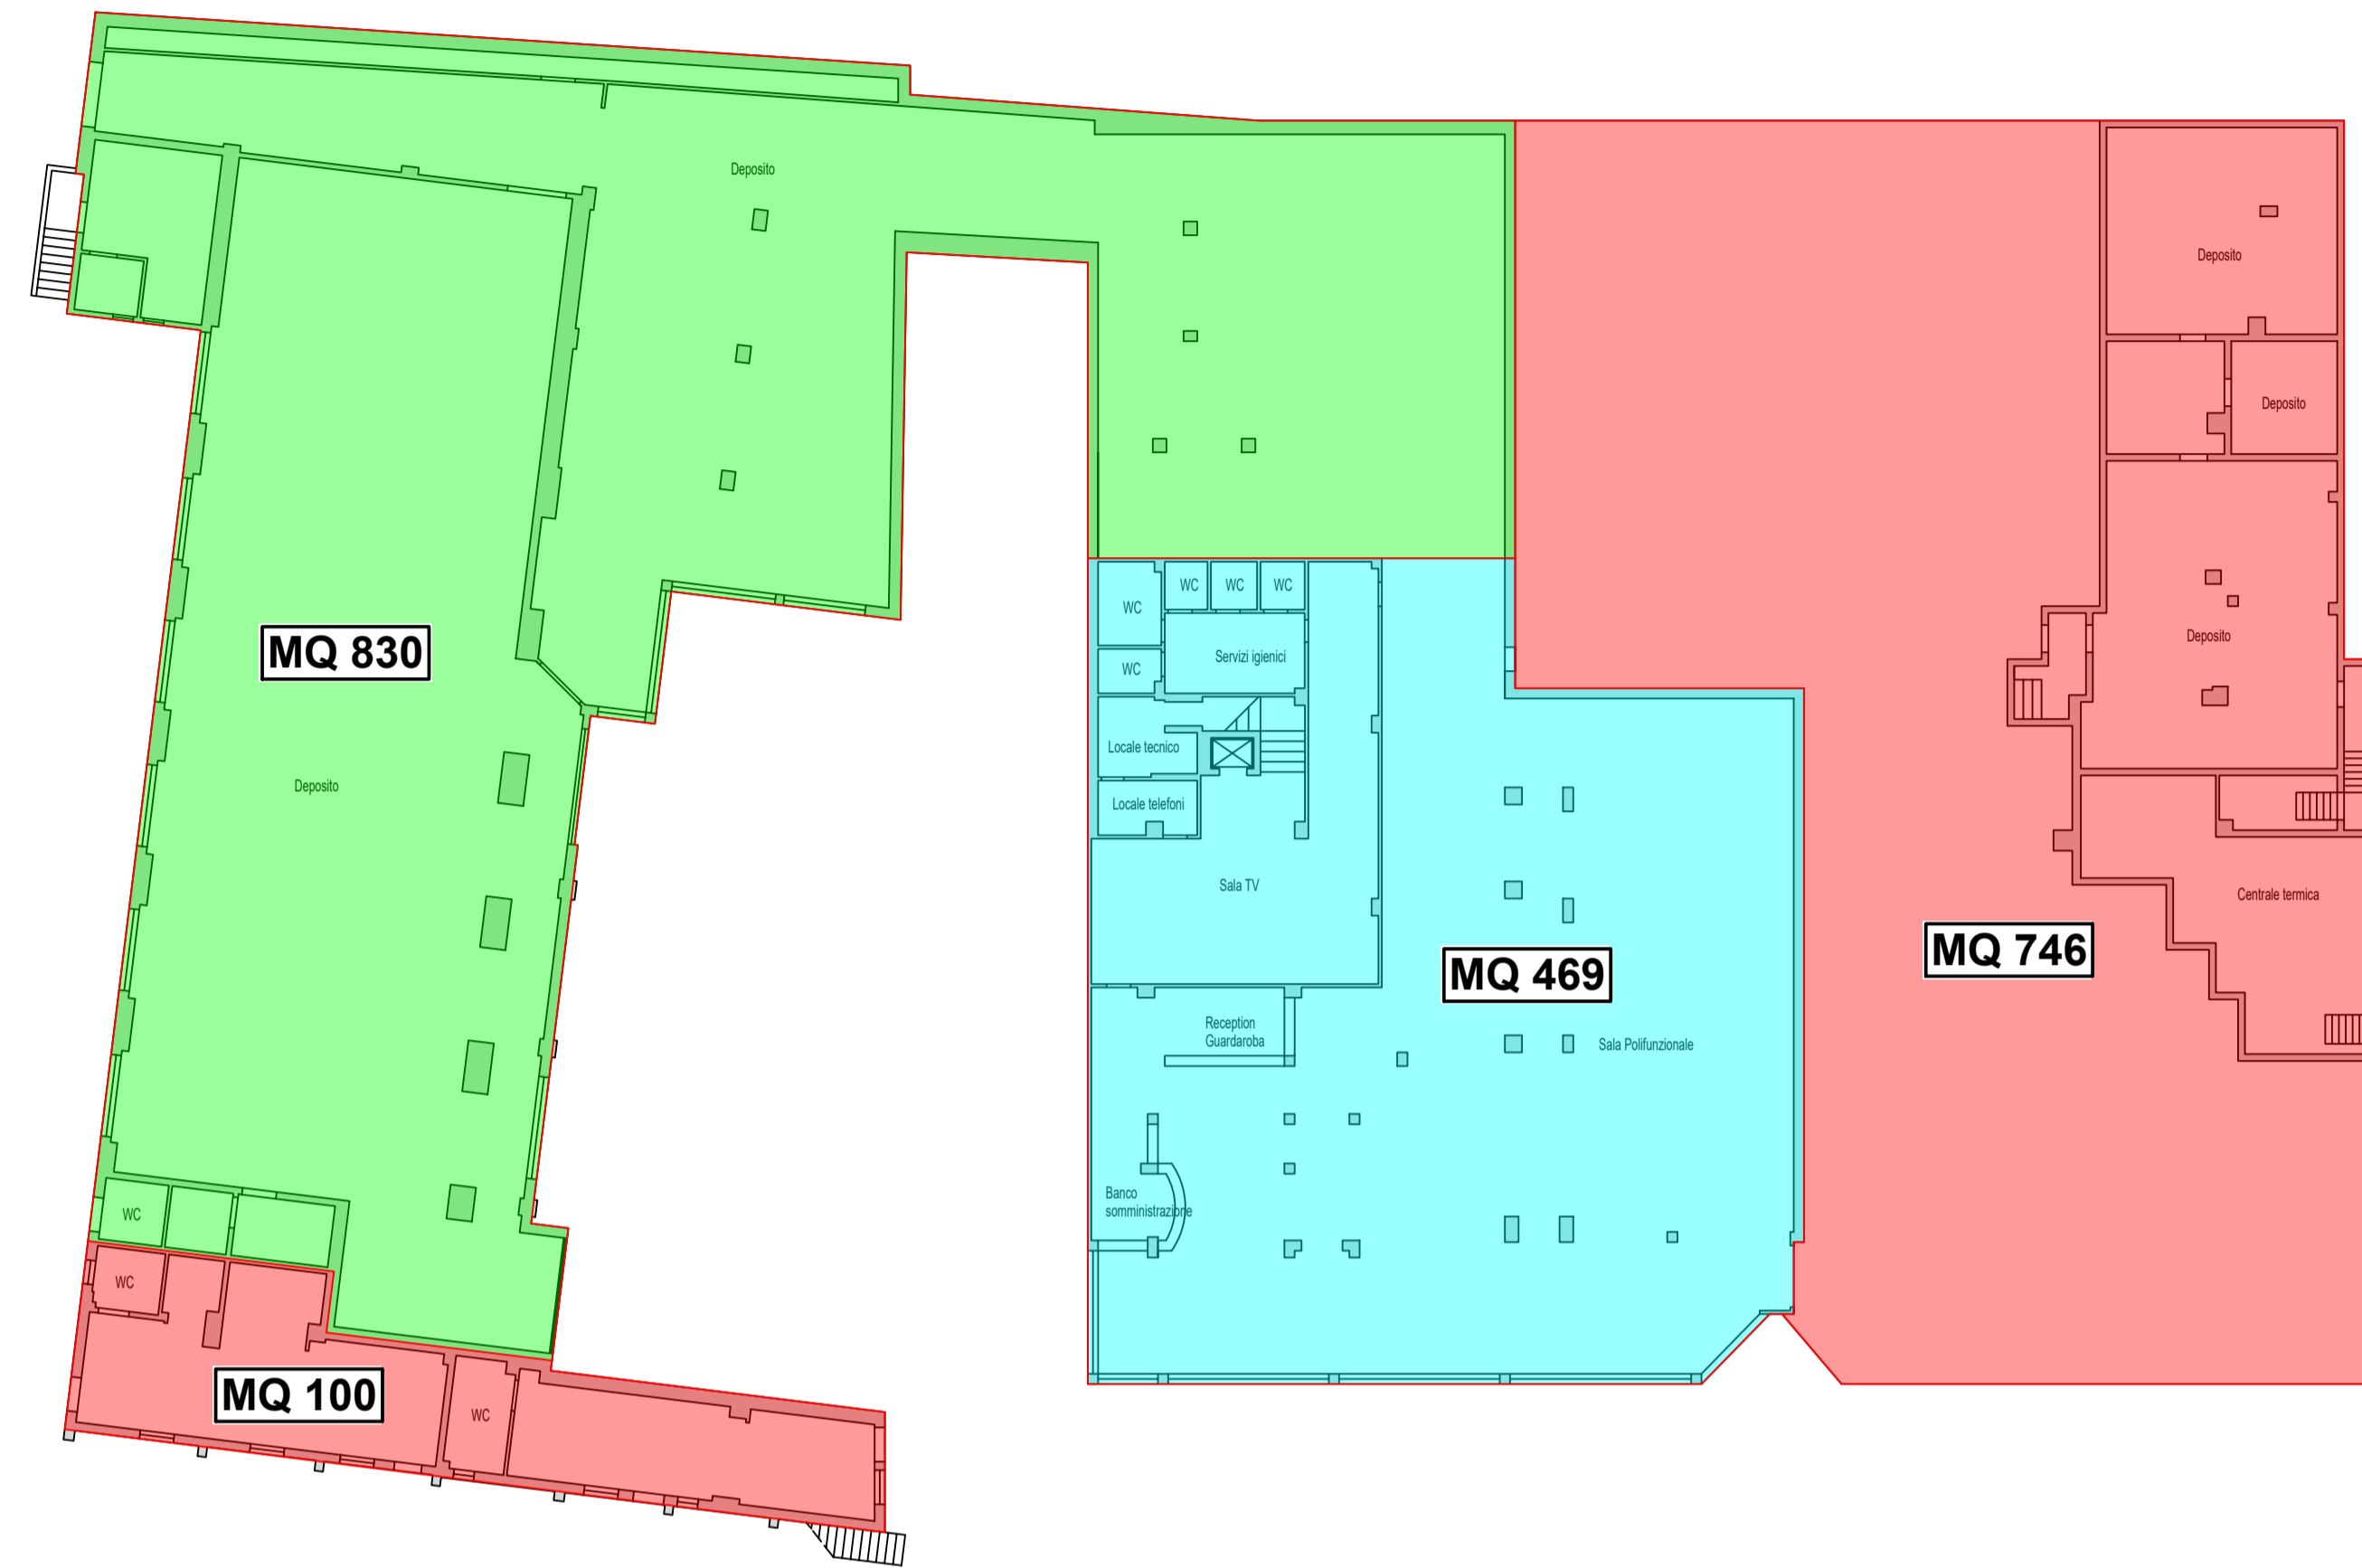 Deposito
Deposito
Deposito
WC
WC
WC
WC
Servizi igienici
Deposito
MQ 830
WC
Locale tecnico
Deposito
Locale telefoni
Sala TV
Centrale termica
MQ 746
MQ 469
Reception
Guardaroba
Sala Polifunzionale
Banco
somministrazione
WC
WC
MQ 100
WC